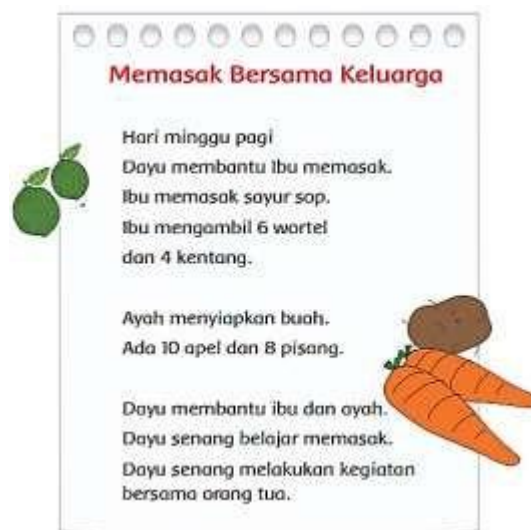 Memasak Bersama Keluarga
Hari minggu pagi
Dayu membantu Ibu memasak.
Ibu memasak sayur sop.
Ibu mengambil 6 wortel
dan 4 kentang.
Ayah menyiapkan buah.
Ada 10 apel dan 8 pisang.
Dayu membantu ibu dan ayah.
Dayu senang belajar memasak.
Dayu senang melakukan kegiatan
bersama orang tua.